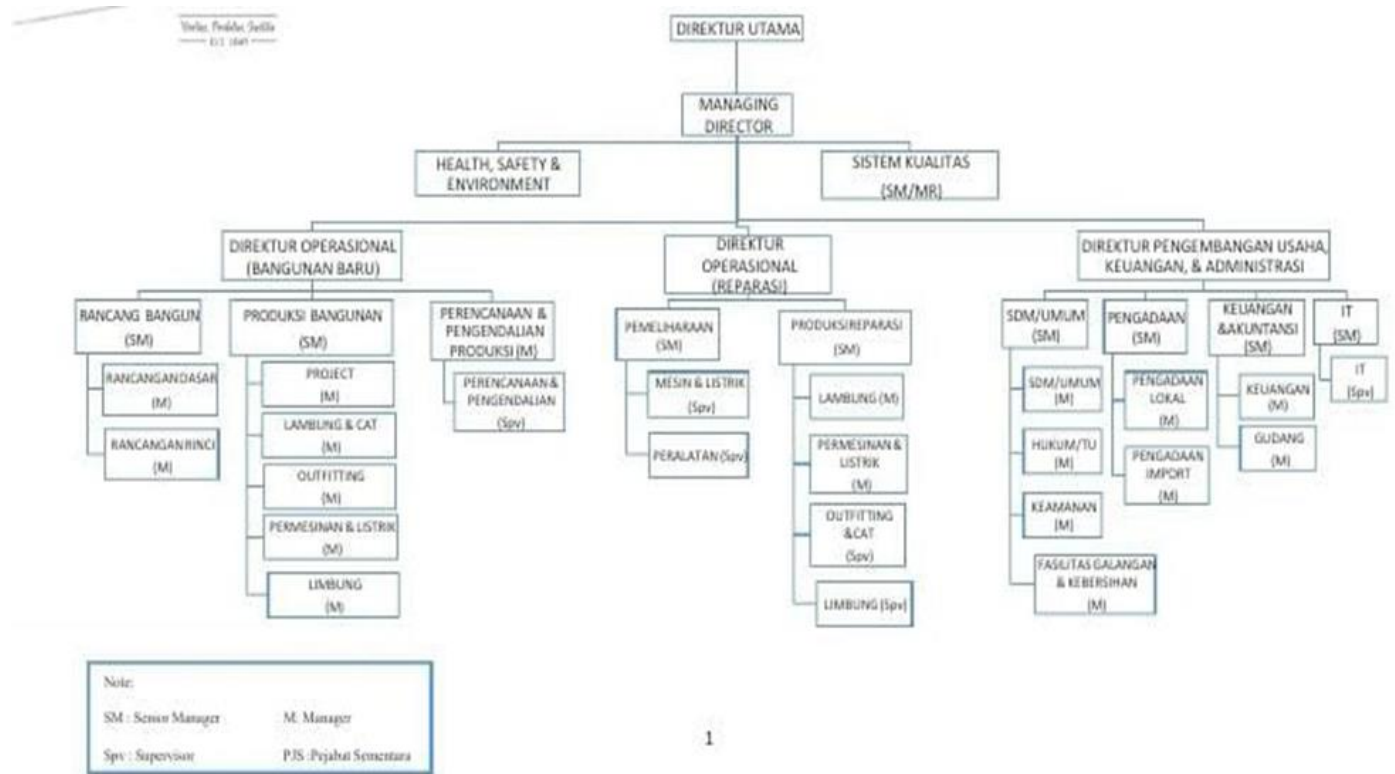 DIREKTUR UTAMA
MANAGING
DIRECTOR
HEALTH, SAFETY &
ENVIRONMENT
SISTEM KUALITAS
(SM/MR)
DIREKTUR OPERASIONAL
(BANGUNAN BARU)
DIREKTUR
OPERASIONAL
(REPARASI)
DIREKTUR PENGEMBANGAN USAHA,
KEUANGAN, & ADMINISTRASI
RANCANG BANGUN
(SM)
RANCANGAN DASAR
(M)
RANCANGAN RINCI
(M)
PRODUKSI BANGUNAN
(SM)
PROJECT
(M)
LAMBUNG & CAT
(M)
OUTFITTING
(M)
PERMESINAN & LISTRIK
(M)
LIMBUNG
(M)
PERENCANAAN &
PENGENDALIAN
PRODUKSI (M)
PERENCANAAN &
PENGENDALIAN
(Spv)
PEMELIHARAAN
(SM)
MESIN & LISTRIK
(Spv)
PERALATAN (Spv)
PRODUKSI REPARASI
(SM)
LAMBUNG (M)
PERMESINAN &
LISTRIK
(M)
OUTFITTING
&CAT
(Spv)
LIMBUNG (Spv)
SDM/UMUM
(SM)
SDM/UMUM
(M)
HUKUM/TU
(M)
KEAMANAN
(M)
FASILITAS GALANGAN
& KEBERSIHAN
(M)
PENGADAAN
(SM)
PENGADAAN
LOKAL
(M)
PENGADAAN
IMPORT
(M)
KEUANGAN
&AKUNTANSI
(SM)
KEUANGAN
(M)
GUDANG
(M)
IT
(SM)
IT
(Spv)
Note:
SM : Senior Manager M. Manager
Spv : Supervisor PJS :Pejabat Sementara
1